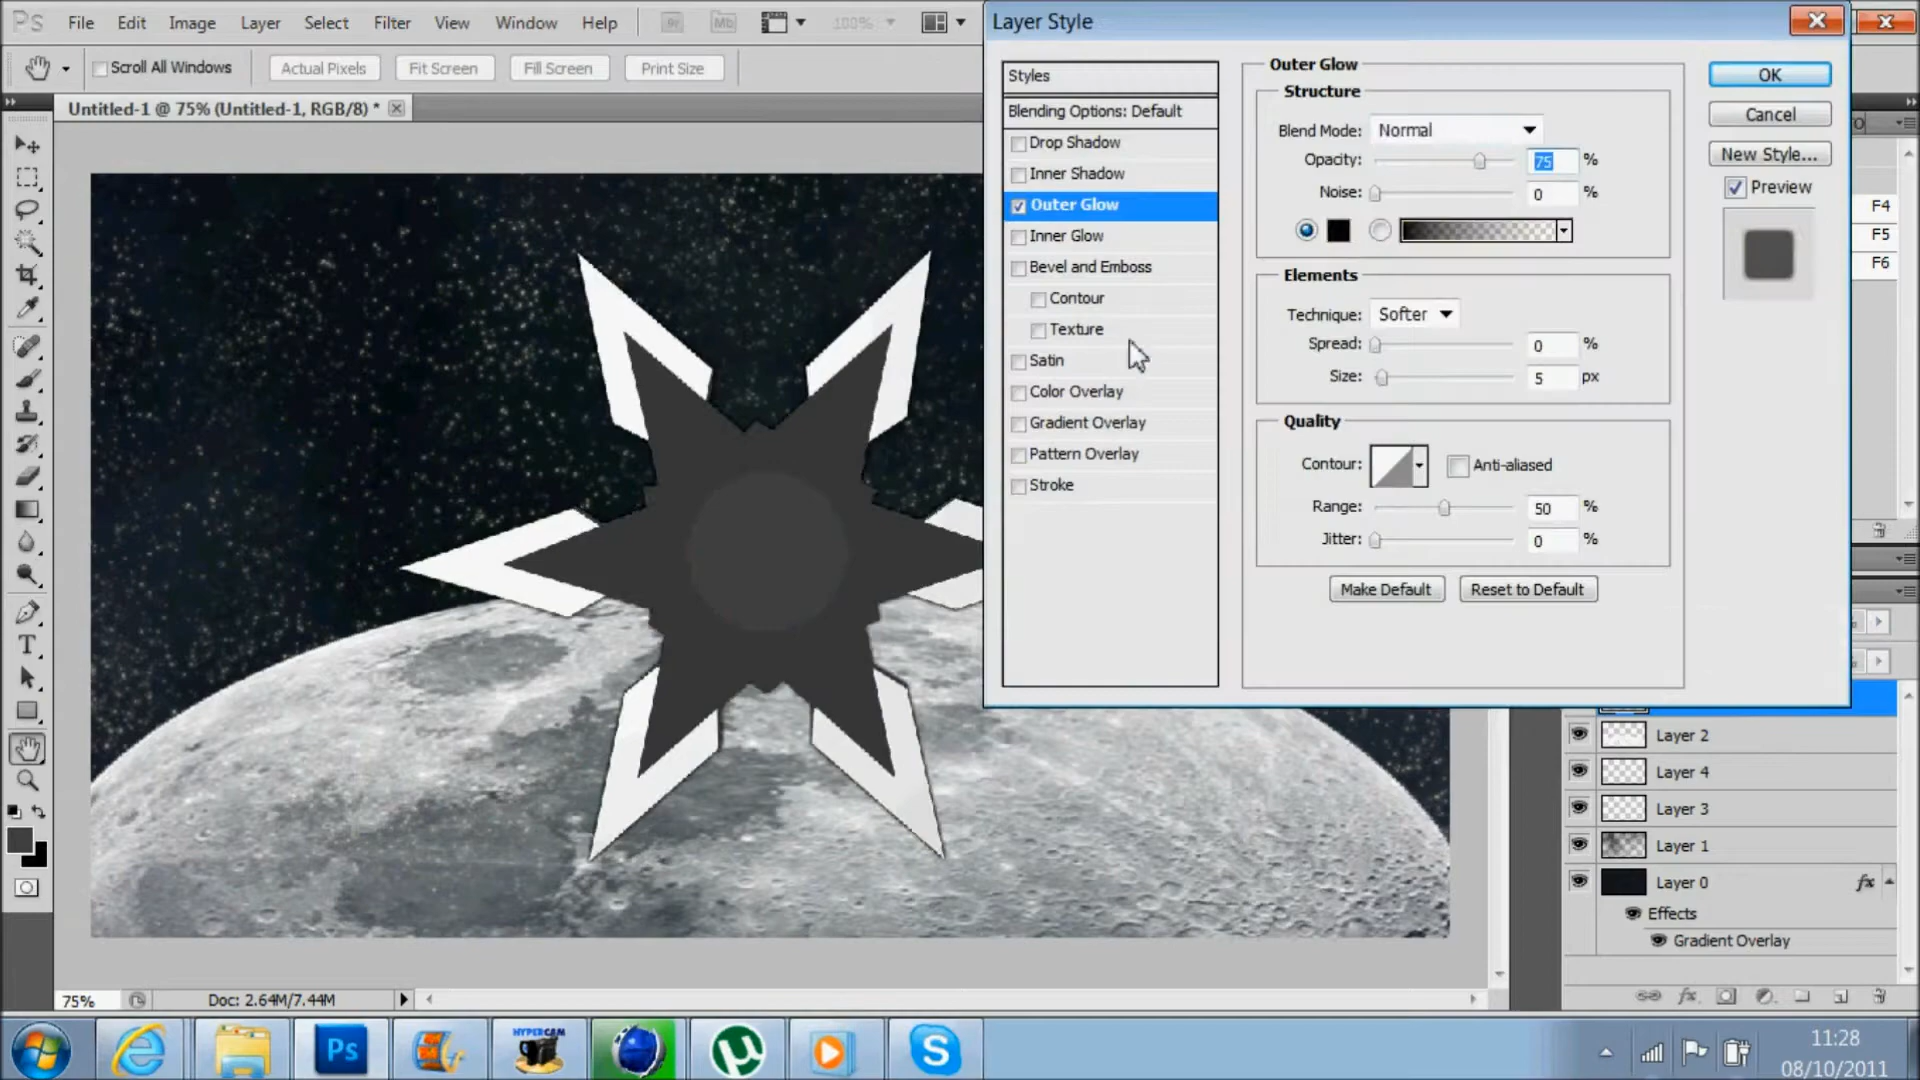 Ps File Edit Image Layer Select Filter View Window Help Br Mb 100%
Scroll All Windows Actual Pixels Fit Screen Fill Screen Print Size
Untitled-1 @ 75% (Untitled-1, RGB/8) *
Layer Style
Styles
Blending Options: Default
Drop Shadow
Inner Shadow
Outer Glow
Inner Glow
Bevel and Emboss
Contour
Texture
Satin
Color Overlay
Gradient Overlay
Pattern Overlay
Stroke
Outer Glow
Structure
Blend Mode: Normal
Opacity: 75 %
Noise: 0 %
Elements
Technique: Softer
Spread: 0 %
Size: 5 px
Quality
Contour: Anti-aliased
Range: 50 %
Jitter: 0 %
Make Default Reset to Default
OK
Cancel
New Style...
Preview
F4
F5
F6
Layer 2
Layer 4
Layer 3
Layer 1
Layer 0 fx
Effects
Gradient Overlay
75% Doc: 2.64M/7.44M
fx
Ps HYPERCAM µ S
11:28
08/10/2011